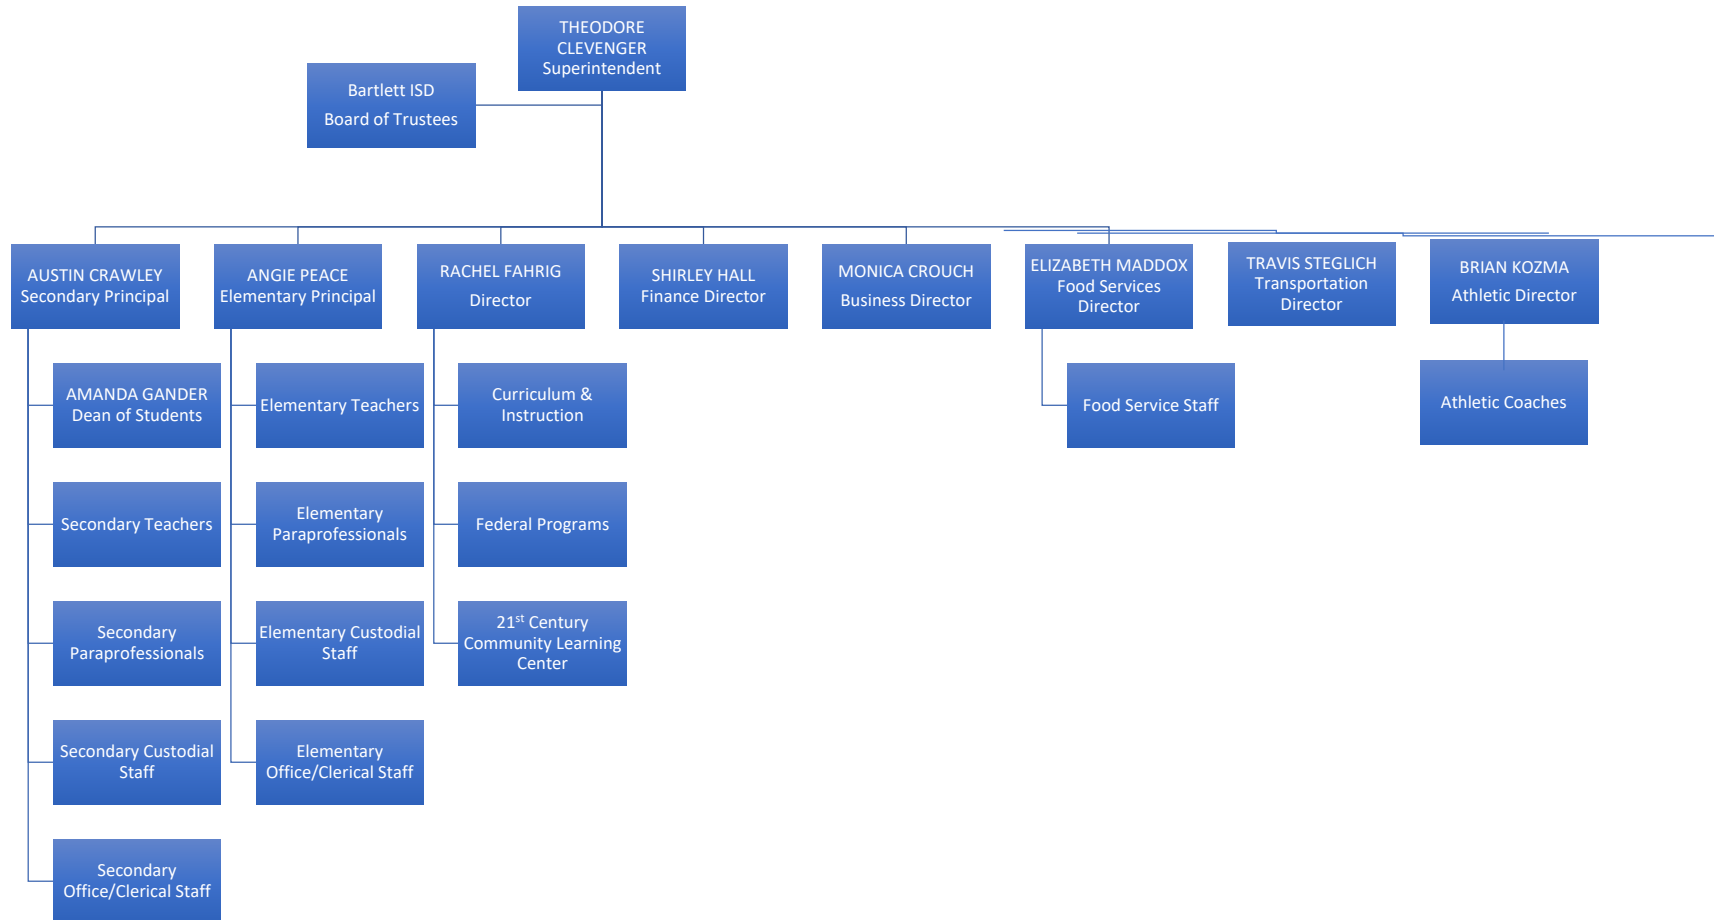 THEODORE
CLEVENGER
Superintendent
Bartlett ISD
Board of Trustees
AUSTIN CRAWLEY
Secondary Principal
ANGIE PEACE
Elementary Principal
RACHEL FAHRIG
Director
SHIRLEY HALL
Finance Director
MONICA CROUCH
Business Director
ELIZABETH MADDOX
Food Services
Director
TRAVIS STEGLICH
Transportation
Director
BRIAN KOZMA
Athletic Director
AMANDA GANDER
Dean of Students
Elementary Teachers
Curriculum &
Instruction
Food Service Staff
Athletic Coaches
Secondary Teachers
Elementary
Paraprofessionals
Federal Programs
Secondary
Paraprofessionals
Elementary Custodial
Staff
21st Century
Community Learning
Center
Secondary Custodial
Staff
Elementary
Office/Clerical Staff
Secondary
Office/Clerical Staff